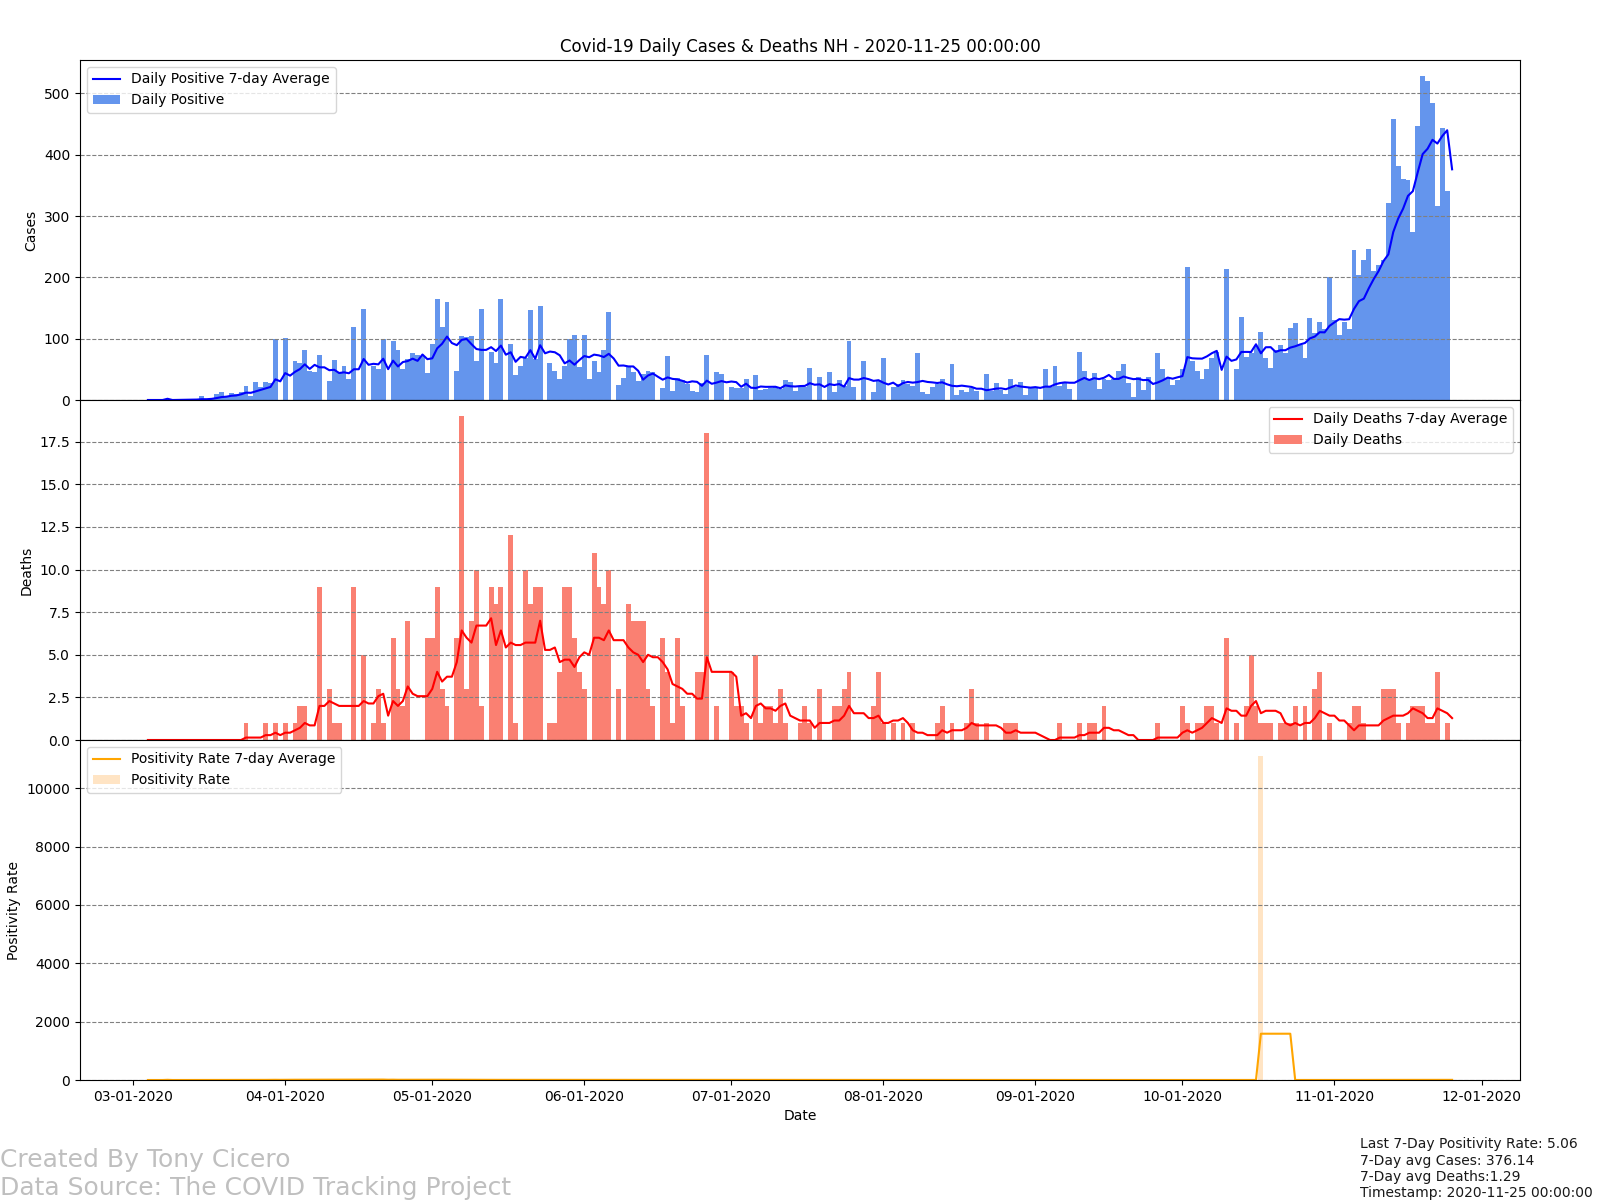 Covid-19 Daily Cases & Deaths NH - 2020-11-25 00:00:00
Daily Positive 7-day Average
Daily Positive
500
400
300
200
100
0
Cases
Daily Deaths 7-day Average
Daily Deaths
17.5
15.0
12.5
10.0
7.5
5.0
2.5
0.0
Deaths
Positivity Rate 7-day Average
Positivity Rate
10000
8000
6000
4000
2000
0
Positivity Rate
03-01-2020 04-01-2020 05-01-2020 06-01-2020 07-01-2020 08-01-2020 09-01-2020 10-01-2020 11-01-2020 12-01-2020
Date
Created By Tony Cicero
Data Source: The COVID Tracking Project
Last 7-Day Positivity Rate: 5.06
7-Day avg Cases: 376.14
7-Day avg Deaths:1.29
Timestamp: 2020-11-25 00:00:00